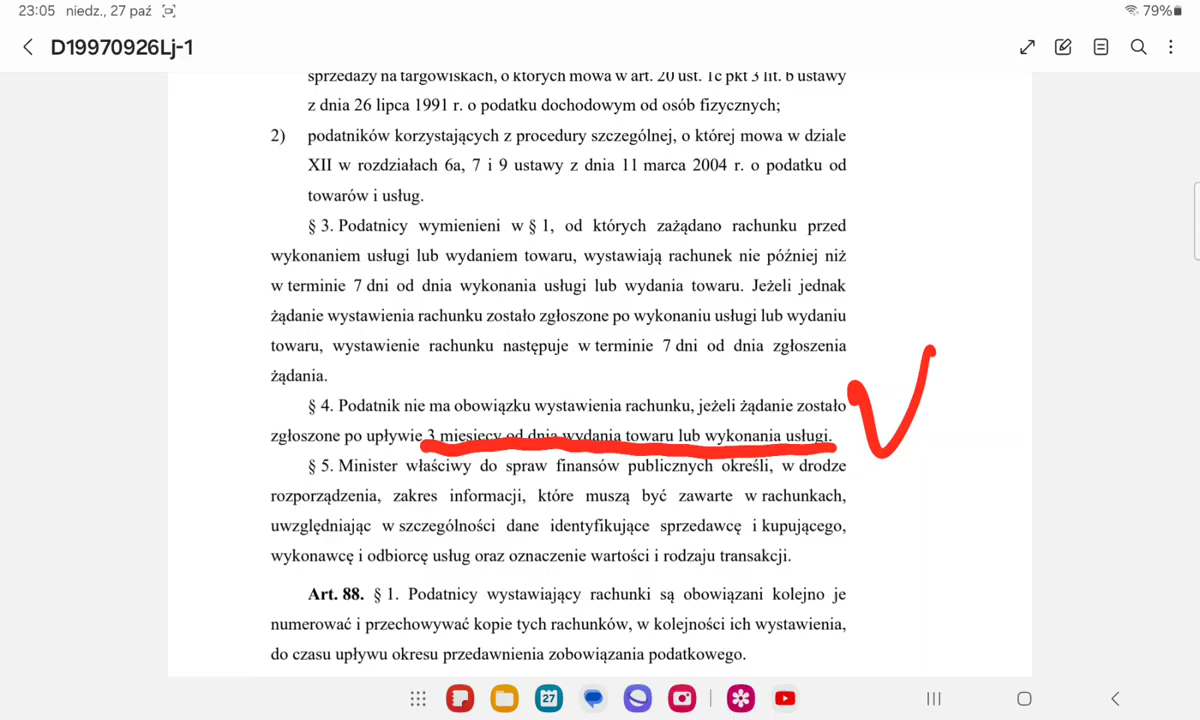 23:05 niedz., 27 paź
79%
D19970926Lj-1
sprzedaży na targowiskach, o których mowa w art. 20 ust. 1c pkt 3 lit. b ustawy
z dnia 26 lipca 1991 r. o podatku dochodowym od osób fizycznych;
2) podatników korzystających z procedury szczególnej, o której mowa w dziale
XII w rozdziałach 6a, 7 i 9 ustawy z dnia 11 marca 2004 r. o podatku od
towarów i usług.
§ 3. Podatnicy wymienieni w § 1, od których zażądano rachunku przed
wykonaniem usługi lub wydaniem towaru, wystawiają rachunek nie później niż
w terminie 7 dni od dnia wykonania usługi lub wydania towaru. Jeżeli jednak
żądanie wystawienia rachunku zostało zgłoszone po wykonaniu usługi lub wydaniu
towaru, wystawienie rachunku następuje w terminie 7 dni od dnia zgłoszenia
żądania.
§ 4. Podatnik nie ma obowiązku wystawienia rachunku, jeżeli żądanie zostało
zgłoszone po upływie 3 miesięcy od dnia wydania towaru lub wykonania usługi.
§ 5. Minister właściwy do spraw finansów publicznych określi, w drodze
rozporządzenia, zakres informacji, które muszą być zawarte w rachunkach,
uwzględniając w szczególności dane identyfikujące sprzedawcę i kupującego,
wykonawcę i odbiorcę usług oraz oznaczenie wartości i rodzaju transakcji.
Art. 88. § 1. Podatnicy wystawiający rachunki są obowiązani kolejno je
numerować i przechowywać kopie tych rachunków, w kolejności ich wystawienia,
do czasu upływu okresu przedawnienia zobowiązania podatkowego.
27